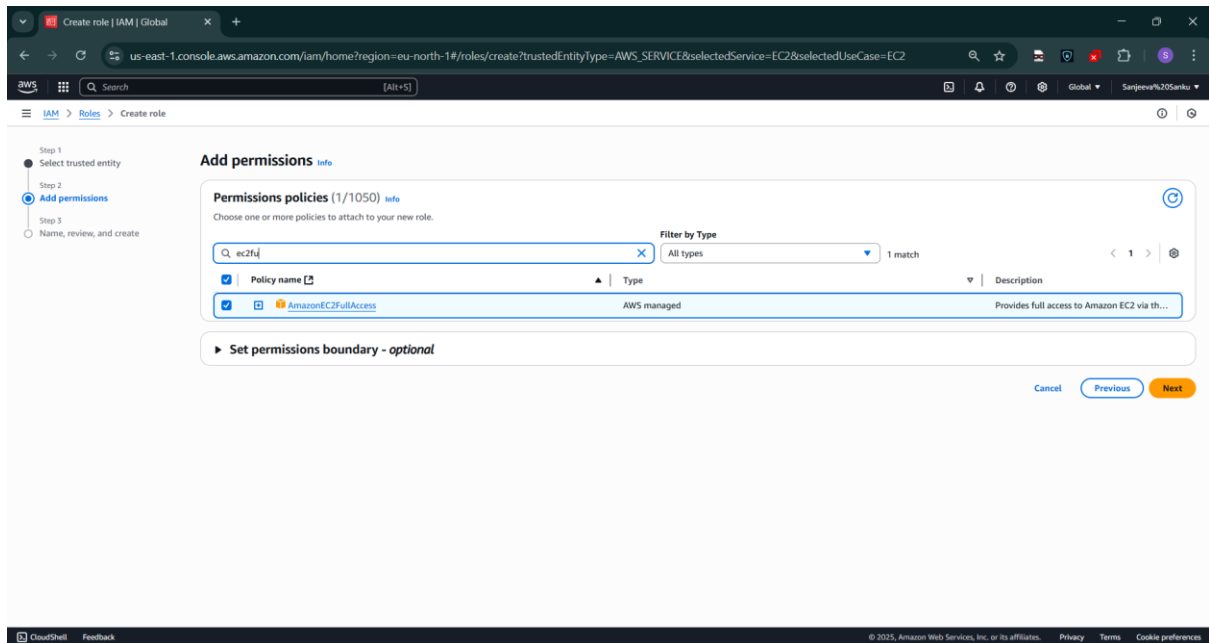 Create role | IAM | Global
us-east-1.console.aws.amazon.com/iam/home?region=eu-north-1#/roles/create?trustedEntityType=AWS_SERVICE&selectedService=EC2&selectedUseCase=EC2
S
aws
Search [Alt+S]
Global Sanjeeva%20Sanku
IAM > Roles > Create role
Step 1
Select trusted entity
Step 2
Add permissions
Step 3
Name, review, and create
Add permissions Info
Permissions policies (1/1050) Info
Choose one or more policies to attach to your new role.
Filter by Type
ec2fu
All types
1 match
< 1 >
Policy name
Type
Description
AmazonEC2FullAccess
AWS managed
Provides full access to Amazon EC2 via th...
Set permissions boundary - optional
Cancel
Previous
Next
CloudShell Feedback
© 2025, Amazon Web Services, Inc. or its affiliates. Privacy Terms Cookie preferences